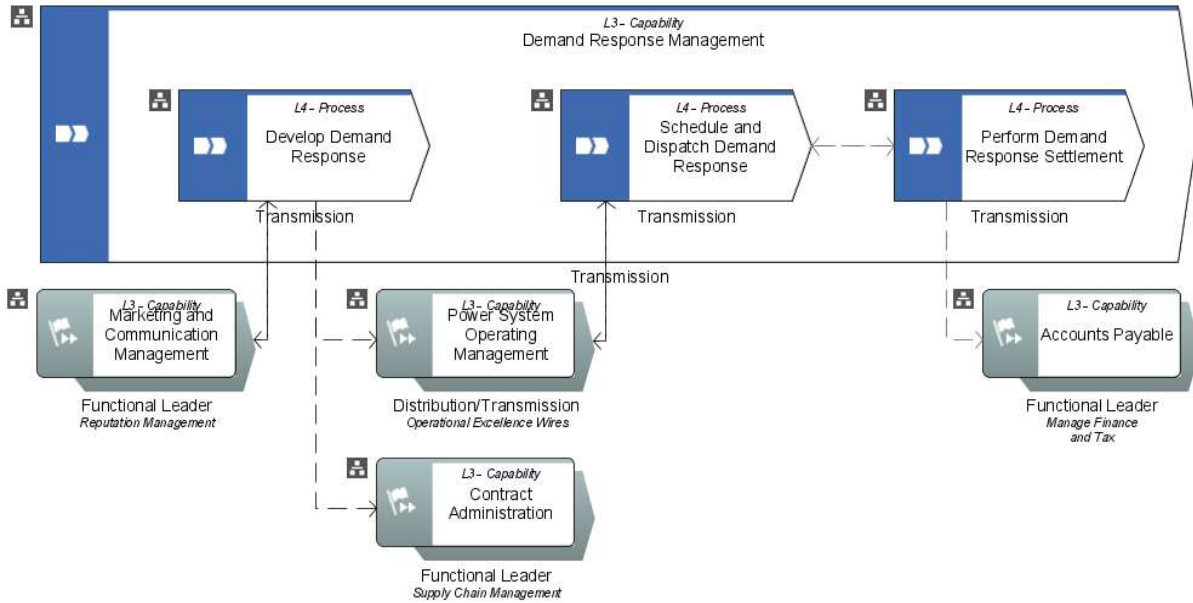 L3– Capability
Demand Response Management
L4– Process
Develop Demand
Response
L4– Process
Schedule and
Dispatch Demand
Response
L4– Process
Perform Demand
Response Settlement
Transmission
Transmission
Transmission
Transmission
L3– Capability
Marketing and
Communication
Management
L3– Capability
Power System
Operating
Management
L3– Capability
Accounts Payable
Functional Leader
Reputation Management
Distribution/Transmission
Operational Excellence Wires
Functional Leader
Manage Finance
and Tax
L3– Capability
Contract
Administration
Functional Leader
Supply Chain Management